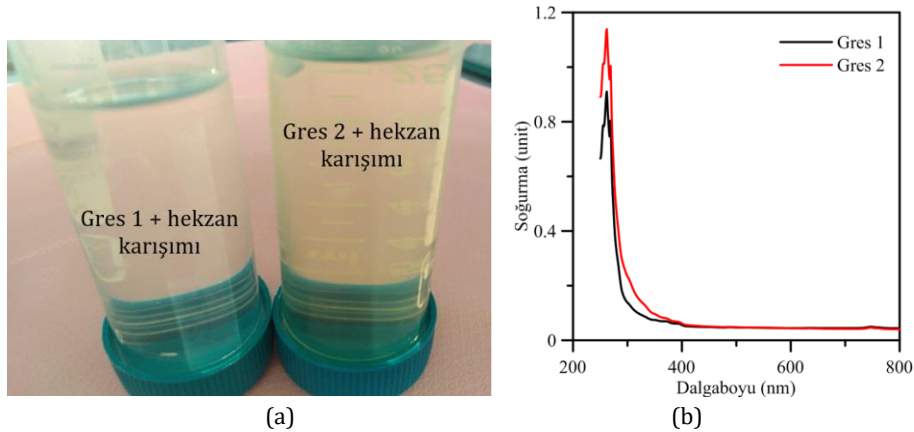 Gres 1 + hekzan
karışımı
Gres 2 + hekzan
karışımı
(a)
1.2
0.8
0.4
0
Soğurma (unit)
Gres 1
Gres 2
200
400
600
800
Dalgaboyu (nm)
(b)